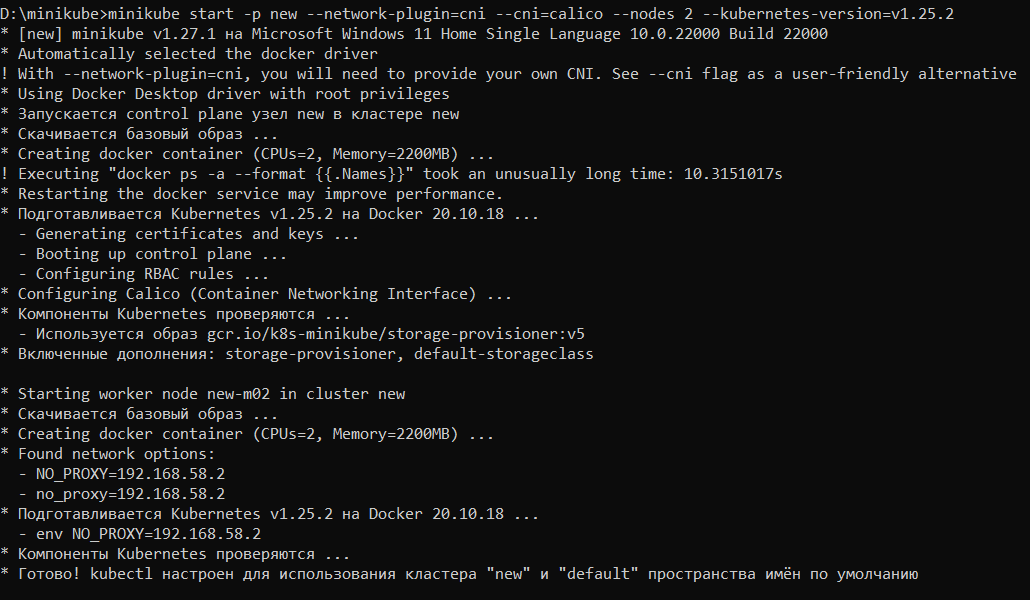 D:\minikube>minikube start -p new --network-plugin=cni --cni=calico --nodes 2 --kubernetes-version=v1.25.2
* [new] minikube v1.27.1 на Microsoft Windows 11 Home Single Language 10.0.22000 Build 22000
* Automatically selected the docker driver
! With --network-plugin=cni, you will need to provide your own CNI. See --cni flag as a user-friendly alternative
* Using Docker Desktop driver with root privileges
* Запускается control plane узел new в кластере new
* Скачивается базовый образ ...
* Creating docker container (CPUs=2, Memory=2200MB) ...
! Executing "docker ps -a --format {{.Names}}" took an unusually long time: 10.3151017s
* Restarting the docker service may improve performance.
* Подготавливается Kubernetes v1.25.2 на Docker 20.10.18 ...
  - Generating certificates and keys ...
  - Booting up control plane ...
  - Configuring RBAC rules ...
* Configuring Calico (Container Networking Interface) ...
* Компоненты Kubernetes проверяются ...
  - Используется образ gcr.io/k8s-minikube/storage-provisioner:v5
* Включенные дополнения: storage-provisioner, default-storageclass
* Starting worker node new-m02 in cluster new
* Скачивается базовый образ ...
* Creating docker container (CPUs=2, Memory=2200MB) ...
* Found network options:
  - NO_PROXY=192.168.58.2
  - no_proxy=192.168.58.2
* Подготавливается Kubernetes v1.25.2 на Docker 20.10.18 ...
  - env NO_PROXY=192.168.58.2
* Компоненты Kubernetes проверяются ...
* Готово! kubectl настроен для использования кластера "new" и "default" пространства имён по умолчанию